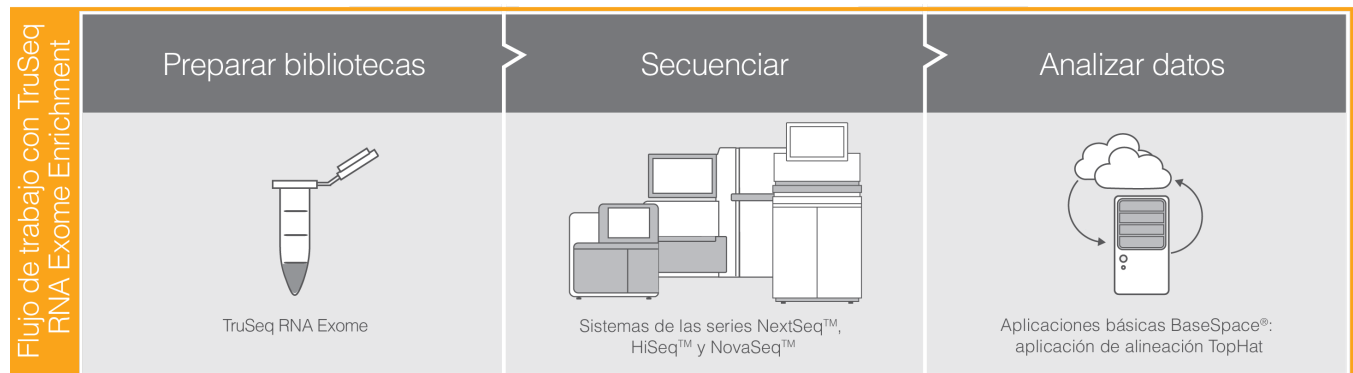 Flujo de trabajo con TruSeq
RNA Exome Enrichment
Preparar bibliotecas
Secuenciar
Analizar datos
TruSeq RNA Exome
Sistemas de las series NextSeq™,
HiSeq™ y NovaSeq™
Aplicaciones básicas BaseSpace®:
aplicación de alineación TopHat